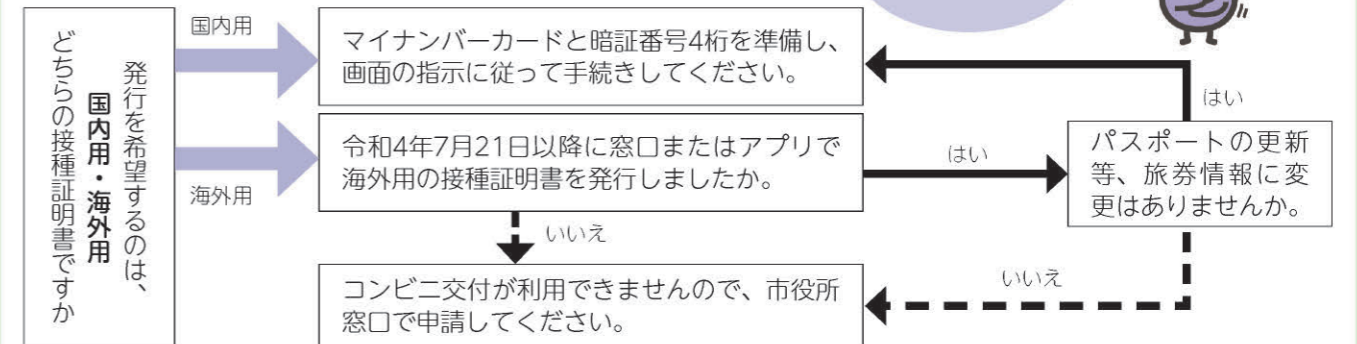 発行を希望するのは、
国内用・海外用
どちらの接種証明書ですか
国内用
マイナンバーカードと暗証番号4桁を準備し、
画面の指示に従って手続きしてください。
海外用
令和4年7月21日以降に窓口またはアプリで
海外用の接種証明書を発行しましたか。
はい
パスポートの更新
等、旅券情報に変
更はありませんか。
はい
いいえ
いいえ
コンビニ交付が利用できませんので、市役所
窓口で申請してください。